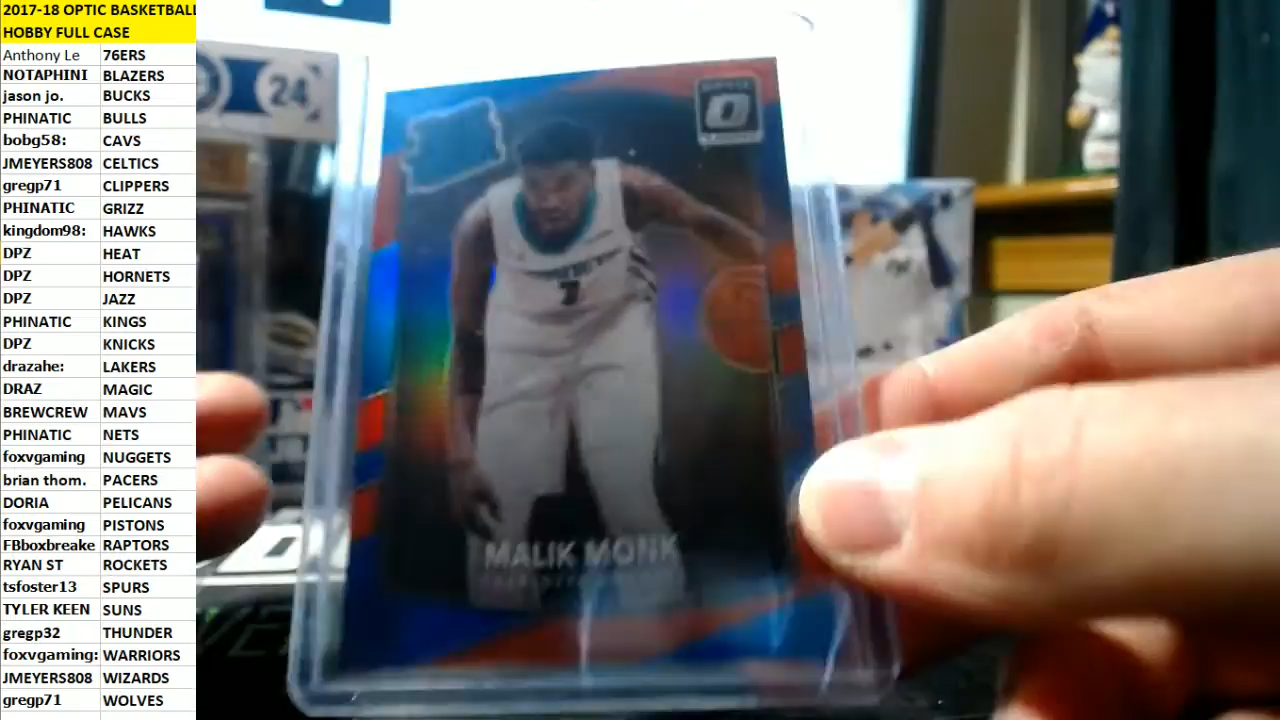 2017-18 OPTIC BASKETBALL
HOBBY FULL CASE
Anthony Le 76ERS
NOTAPHINI BLAZERS
jason jo. BUCKS
PHINATIC BULLS
bobg58: CAVS
JMEYERS808 CELTICS
gregp71 CLIPPERS
PHINATIC GRIZZ
kingdom98: HAWKS
DPZ HEAT
DPZ HORNETS
DPZ JAZZ
PHINATIC KINGS
DPZ KNICKS
drazahe: LAKERS
DRAZ MAGIC
BREWCREW MAVS
PHINATIC NETS
foxvgaming NUGGETS
brian thom. PACERS
DORIA PELICANS
foxvgaming PISTONS
FBboxbreake RAPTORS
RYAN ST ROCKETS
tsfoster13 SPURS
TYLER KEEN SUNS
gregp32 THUNDER
foxvgaming: WARRIORS
JMEYERS808 WIZARDS
gregp71 WOLVES
24
O
7
MALIK MONK